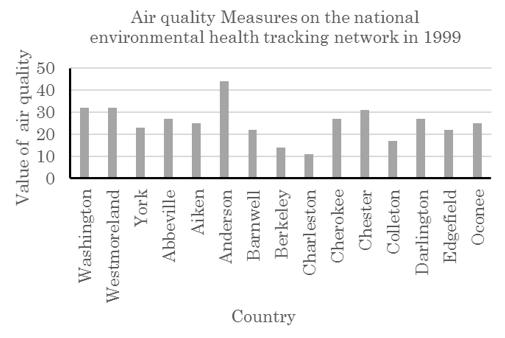 Air quality Measures on the national
environmental health tracking network in 1999
Value of air quality
50
40
30
20
10
0
Washington
Westmoreland
York
Abbeville
Aiken
Anderson
Barnwell
Berkeley
Charleston
Cherokee
Chester
Colleton
Darlington
Edgefield
Oconee
Country